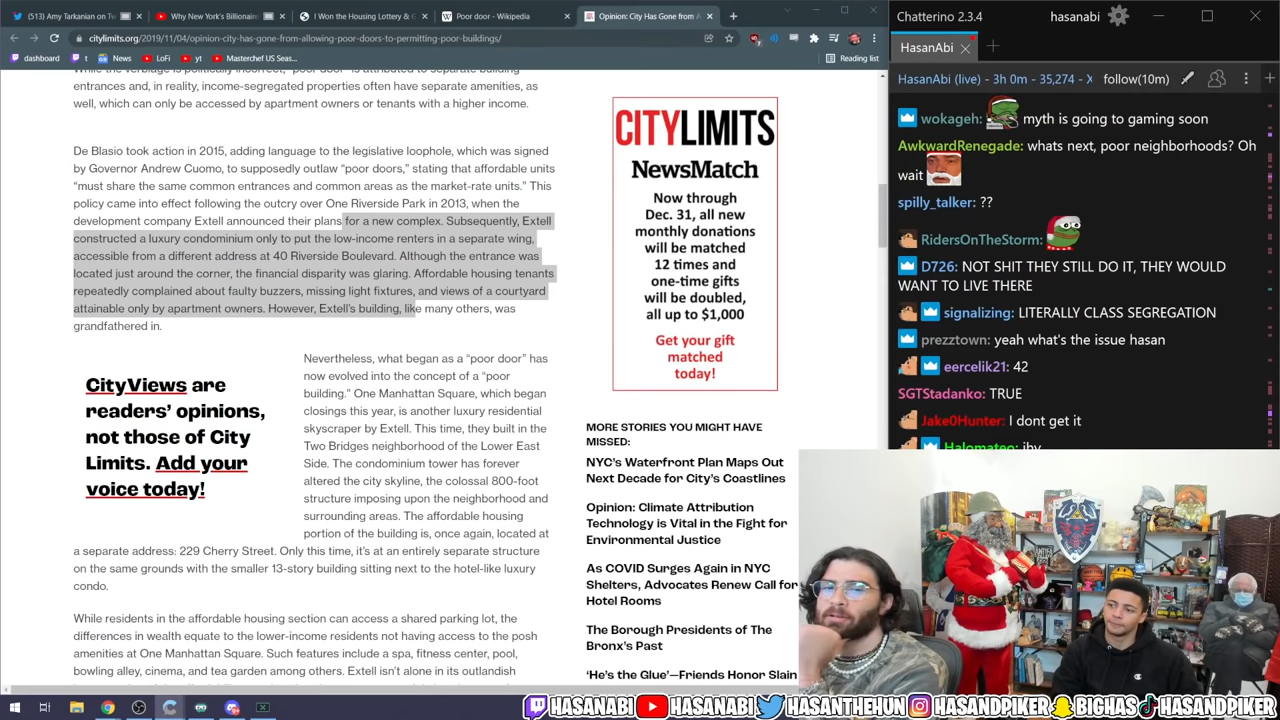 (513) Amy Tarkanian on Tw
Why New York's Billionair
I Won the Housing Lottery & G
Poor door - Wikipedia
Opinion: City Has Gone from A
citylimits.org/2019/11/04/opinion-city-has-gone-from-allowing-poor-doors-to-permitting-poor-buildings/
dashboard
t
News
LoFi
yt
Masterchef US Seas...
Reading list
entrances and, in reality, income-segregated properties often have separate amenities, as
well, which can only be accessed by apartment owners or tenants with a higher income.
De Blasio took action in 2015, adding language to the legislative loophole, which was signed
by Governor Andrew Cuomo, to supposedly outlaw “poor doors,” stating that affordable units
“must share the same common entrances and common areas as the market-rate units.” This
policy came into effect following the outcry over One Riverside Park in 2013, when the
development company Extell announced their plans for a new complex. Subsequently, Extell
constructed a luxury condominium only to put the low-income renters in a separate wing,
accessible from a different address at 40 Riverside Boulevard. Although the entrance was
located just around the corner, the financial disparity was glaring. Affordable housing tenants
repeatedly complained about faulty buzzers, missing light fixtures, and views of a courtyard
attainable only by apartment owners. However, Extell’s building, like many others, was
grandfathered in.
CityViews are
readers’ opinions,
not those of City
Limits. Add your
voice today!
Nevertheless, what began as a “poor door” has
now evolved into the concept of a “poor
building.” One Manhattan Square, which began
closings this year, is another luxury residential
skyscraper by Extell. This time, they built in the
Two Bridges neighborhood of the Lower East
Side. The condominium tower has forever
altered the city skyline, the colossal 800-foot
structure imposing upon the neighborhood and
surrounding areas. The affordable housing
portion of the building is, once again, located at
a separate address: 229 Cherry Street. Only this time, it’s at an entirely separate structure
on the same grounds with the smaller 13-story building sitting next to the hotel-like luxury
condo.
While residents in the affordable housing section can access a shared parking lot, the
differences in wealth equate to the lower-income residents not having access to the posh
amenities at One Manhattan Square. Such features include a spa, fitness center, pool,
bowling alley, cinema, and tea garden among others. Extell isn’t alone in its outlandish
CITYLIMITS
NewsMatch
Now through
Dec. 31, all new
monthly donations
will be matched
12 times and
one-time gifts
will be doubled,
all up to $1,000
Get your gift
matched
today!
MORE STORIES YOU MIGHT HAVE
MISSED:
NYC’s Waterfront Plan Maps Out
Next Decade for City’s Coastlines
Opinion: Climate Attribution
Technology is Vital in the Fight for
Environmental Justice
As COVID Surges Again in NYC
Shelters, Advocates Renew Call for
Hotel Rooms
The Borough Presidents of The
Bronx’s Past
‘He’s the Glue’—Friends Honor Slain
Chatterino 2.3.4
hasanabi
HasanAbi
HasanAbi (live) - 3h 0m - 35,274 - X
follow(10m)
wokageh: myth is going to gaming soon
AwkwardRenegade: whats next, poor neighborhoods? Oh
wait
spilly_talker: ??
RidersOnTheStorm:
D726: NOT SHIT THEY STILL DO IT, THEY WOULD
WANT TO LIVE THERE
signalizing: LITERALLY CLASS SEGREGATION
prezztown: yeah what's the issue hasan
eercelik21: 42
SGTStadanko: TRUE
Jake0Hunter: I dont get it
Halomateo: jby
HASANABI
HASANABI
HASANTHEHUN
HASANDPIKER
BIGHAS
HASANDPIKER